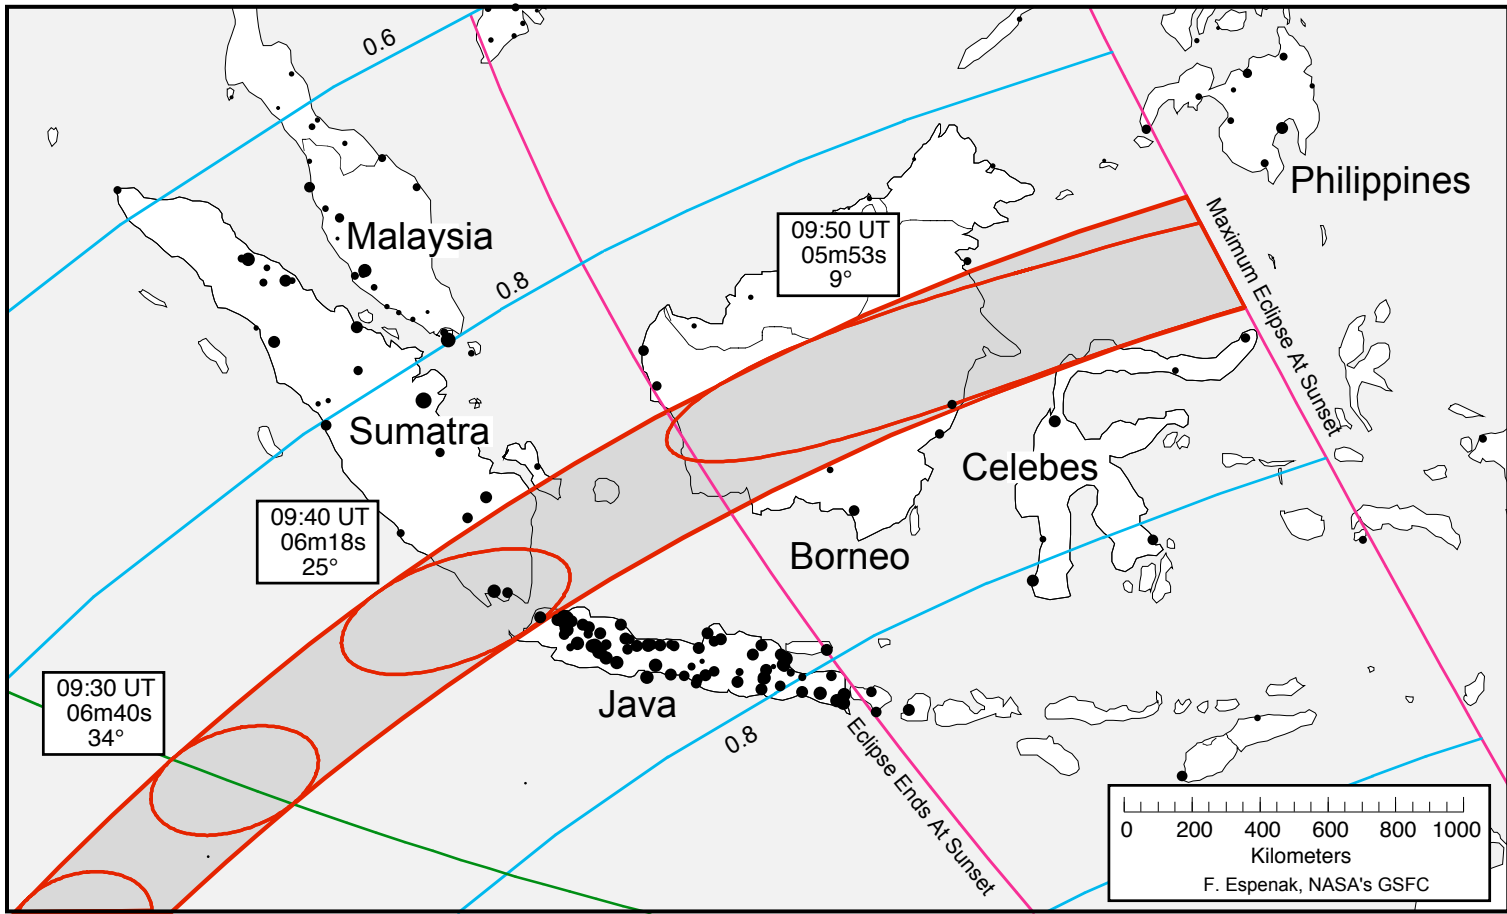 0.6
Philippines
Malaysia
09:50 UT
05m53s
9°
Maximum Eclipse At Sunset
0.8
Sumatra
Celebes
09:40 UT
06m18s
25°
Borneo
09:30 UT
06m40s
34°
Java
0.8
Eclipse Ends At Sunset
0 200 400 600 800 1000
Kilometers
F. Espenak, NASA's GSFC